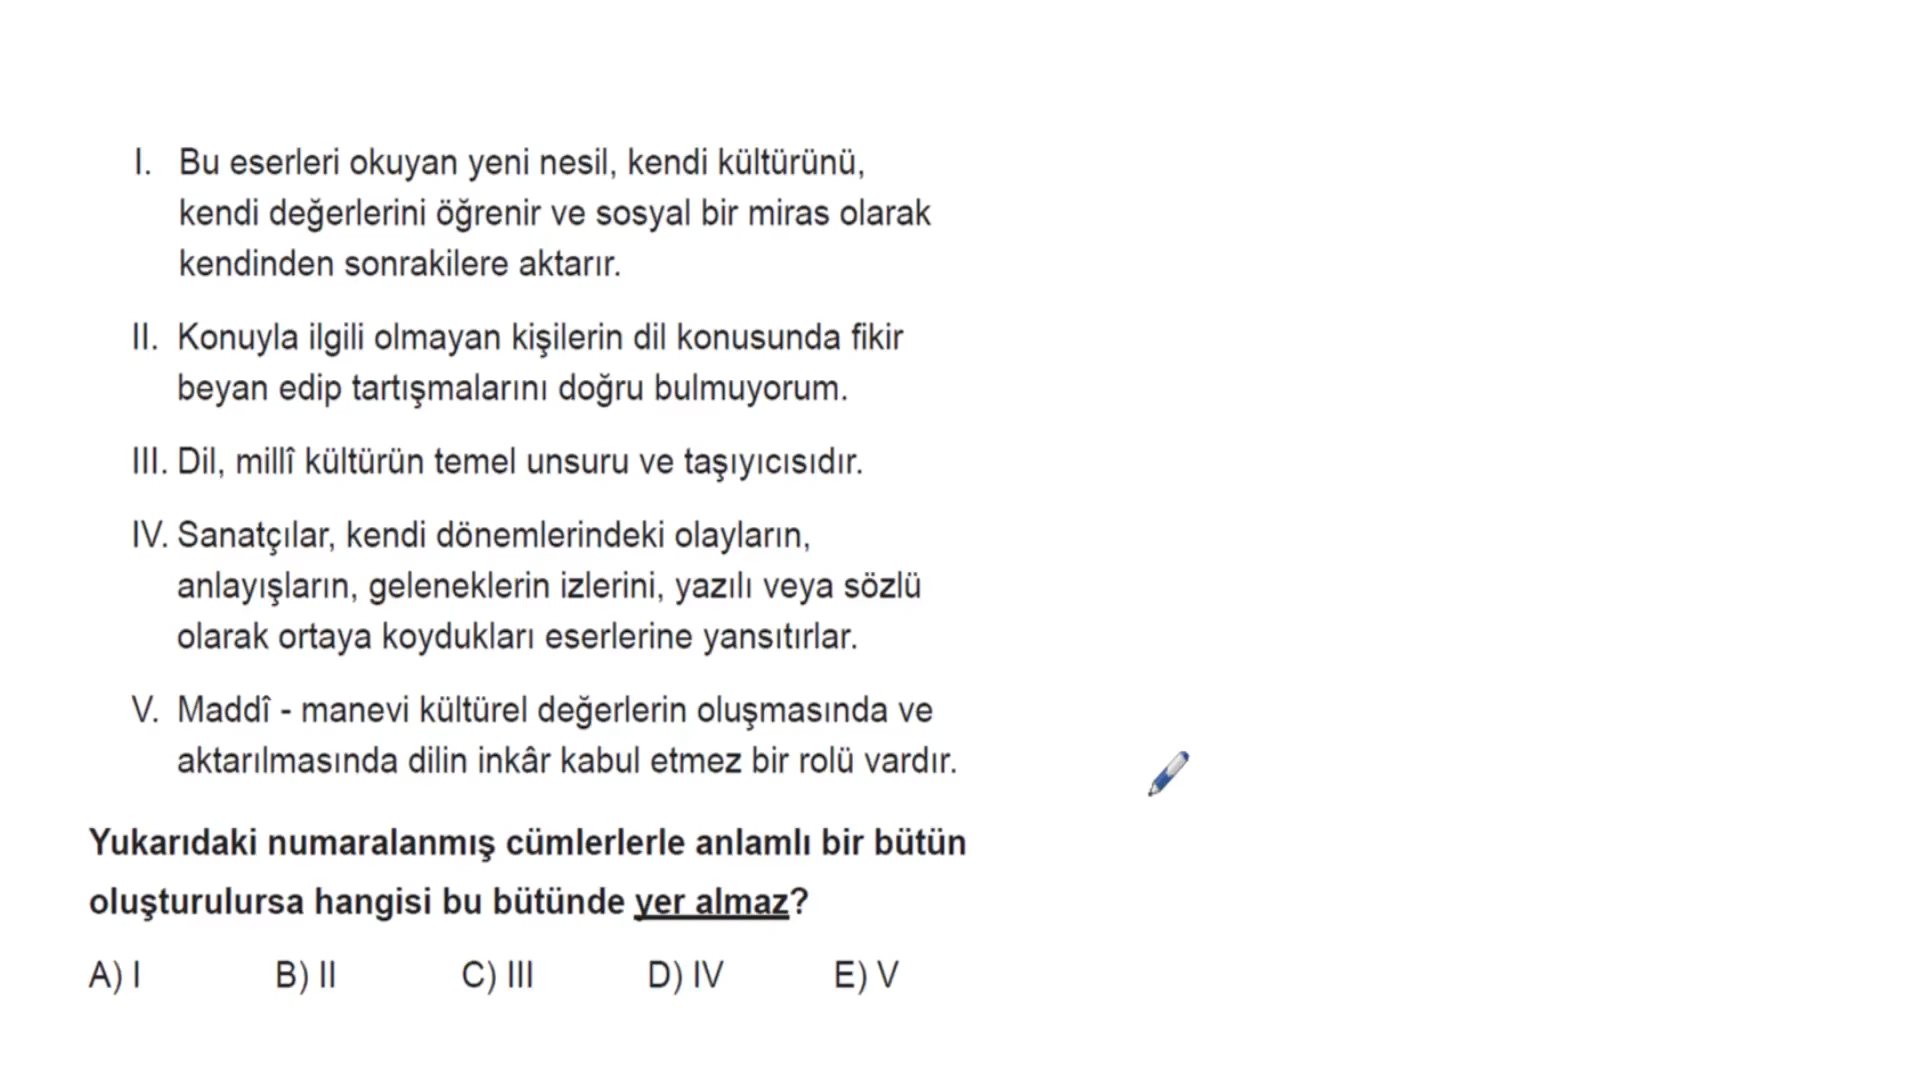 I. Bu eserleri okuyan yeni nesil, kendi kültürünü,
kendi değerlerini öğrenir ve sosyal bir miras olarak
kendinden sonrakilere aktarır.
II. Konuyla ilgili olmayan kişilerin dil konusunda fikir
beyan edip tartışmalarını doğru bulmuyorum.
III. Dil, millî kültürün temel unsuru ve taşıyıcısıdır.
IV. Sanatçılar, kendi dönemlerindeki olayların,
anlayışların, geleneklerin izlerini, yazılı veya sözlü
olarak ortaya koydukları eserlerine yansıtırlar.
V. Maddî - manevi kültürel değerlerin oluşmasında ve
aktarılmasında dilin inkâr kabul etmez bir rolü vardır.
Yukarıdaki numaralanmış cümlerlerle anlamlı bir bütün
oluşturulursa hangisi bu bütünde yer almaz?
A) I B) II C) III D) IV E) V